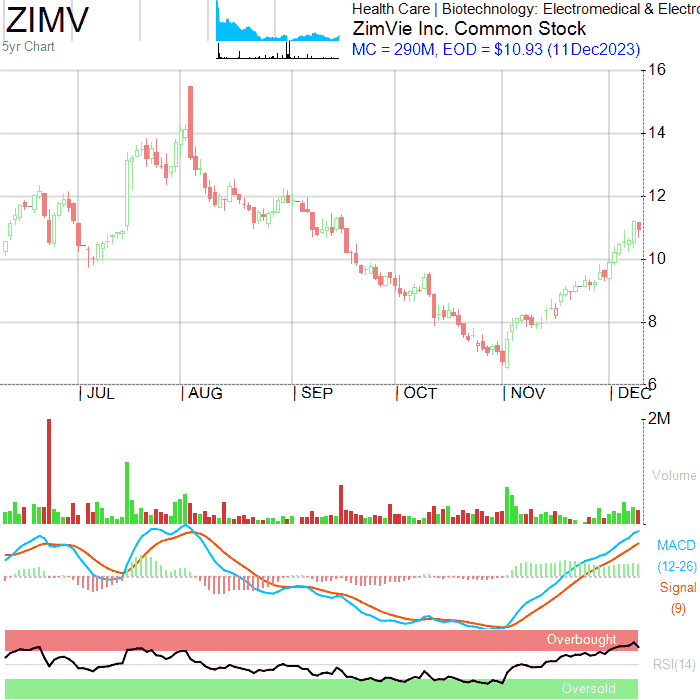 ZIMV
5yr Chart
Health Care | Biotechnology: Electromedical & Electro
ZimVie Inc. Common Stock
MC = 290M, EOD = $10.93 (11Dec2023)
16
14
12
10
8
6
JUL AUG SEP OCT NOV DEC
2M
Volume
MACD
(12-26)
Signal
(9)
Overbought
RSI(14)
Oversold